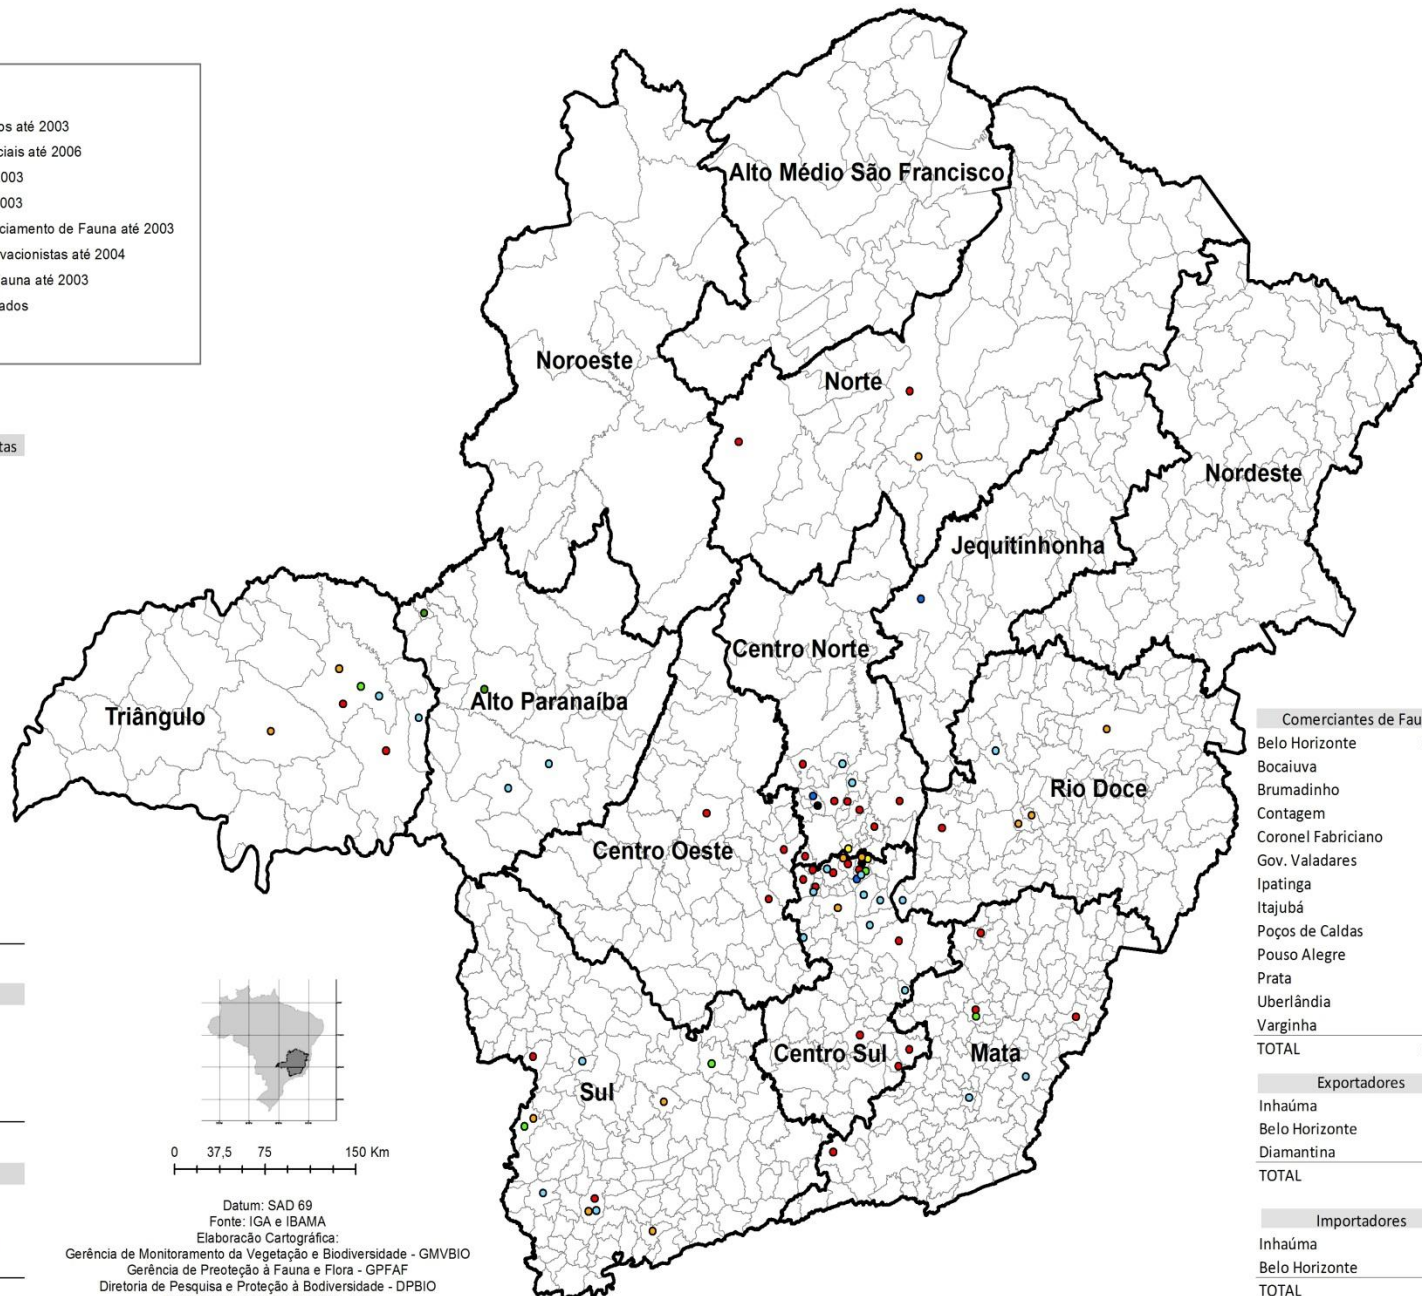 os até 2003
ciais até 2006
003
003
ciamento de Fauna até 2003
vacionistas até 2004
auna até 2003
ados
tas
Alto Médio São Francisco
Noroeste
Norte
Nordeste
Jequitinhonha
Centro Norte
Alto Paranaíba
Triângulo
Rio Doce
Centro Oeste
Centro Sul
Mata
Sul
0 37,5 75 150 Km
Datum: SAD 69
Fonte: IGA e IBAMA
Elaboracão Cartográfica:
Gerência de Monitoramento da Vegetação e Biodiversidade - GMVBIO
Gerência de Preoteção à Fauna e Flora - GPFAF
Diretoria de Pesquisa e Proteção à Bodiversidade - DPBIO
Comerciantes de Fau
Belo Horizonte
Bocaiuva
Brumadinho
Contagem
Coronel Fabriciano
Gov. Valadares
Ipatinga
Itajubá
Poços de Caldas
Pouso Alegre
Prata
Uberlândia
Varginha
TOTAL
Exportadores
Inhaúma
Belo Horizonte
Diamantina
TOTAL
Importadores
Inhaúma
Belo Horizonte
TOTAL